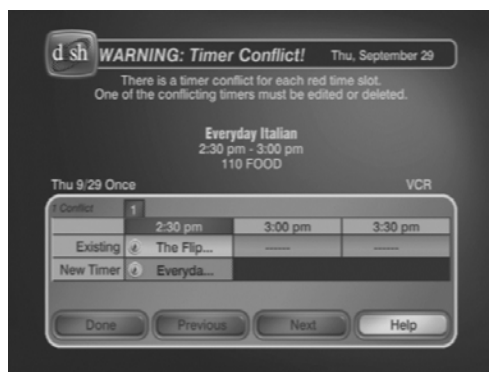 dish WARNING: Timer Conflict! Thu, September 29
There is a timer conflict for each red time slot.
One of the conflicting timers must be edited or deleted.
Everyday Italian
2:30 pm - 3:00 pm
110 FOOD
Thu 9/29 Once VCR
1 Conflict 1
2:30 pm 3:00 pm 3:30 pm
Existing The Flip... ------ ------
New Timer Everyda...
Done Previous Next Help